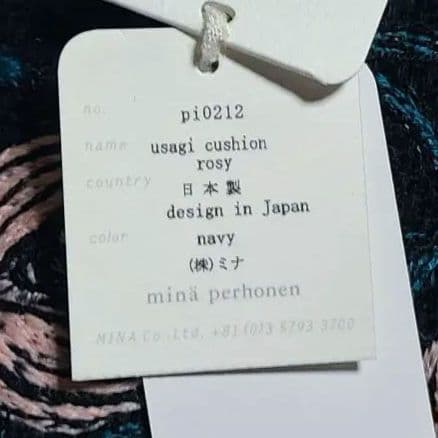 no. pi0212
name usagi cushion
rosy
country 日本製
design in Japan
color navy
(株)ミナ
minä perhonen
MINA Co.,Ltd. +81(0)3 5793 3700